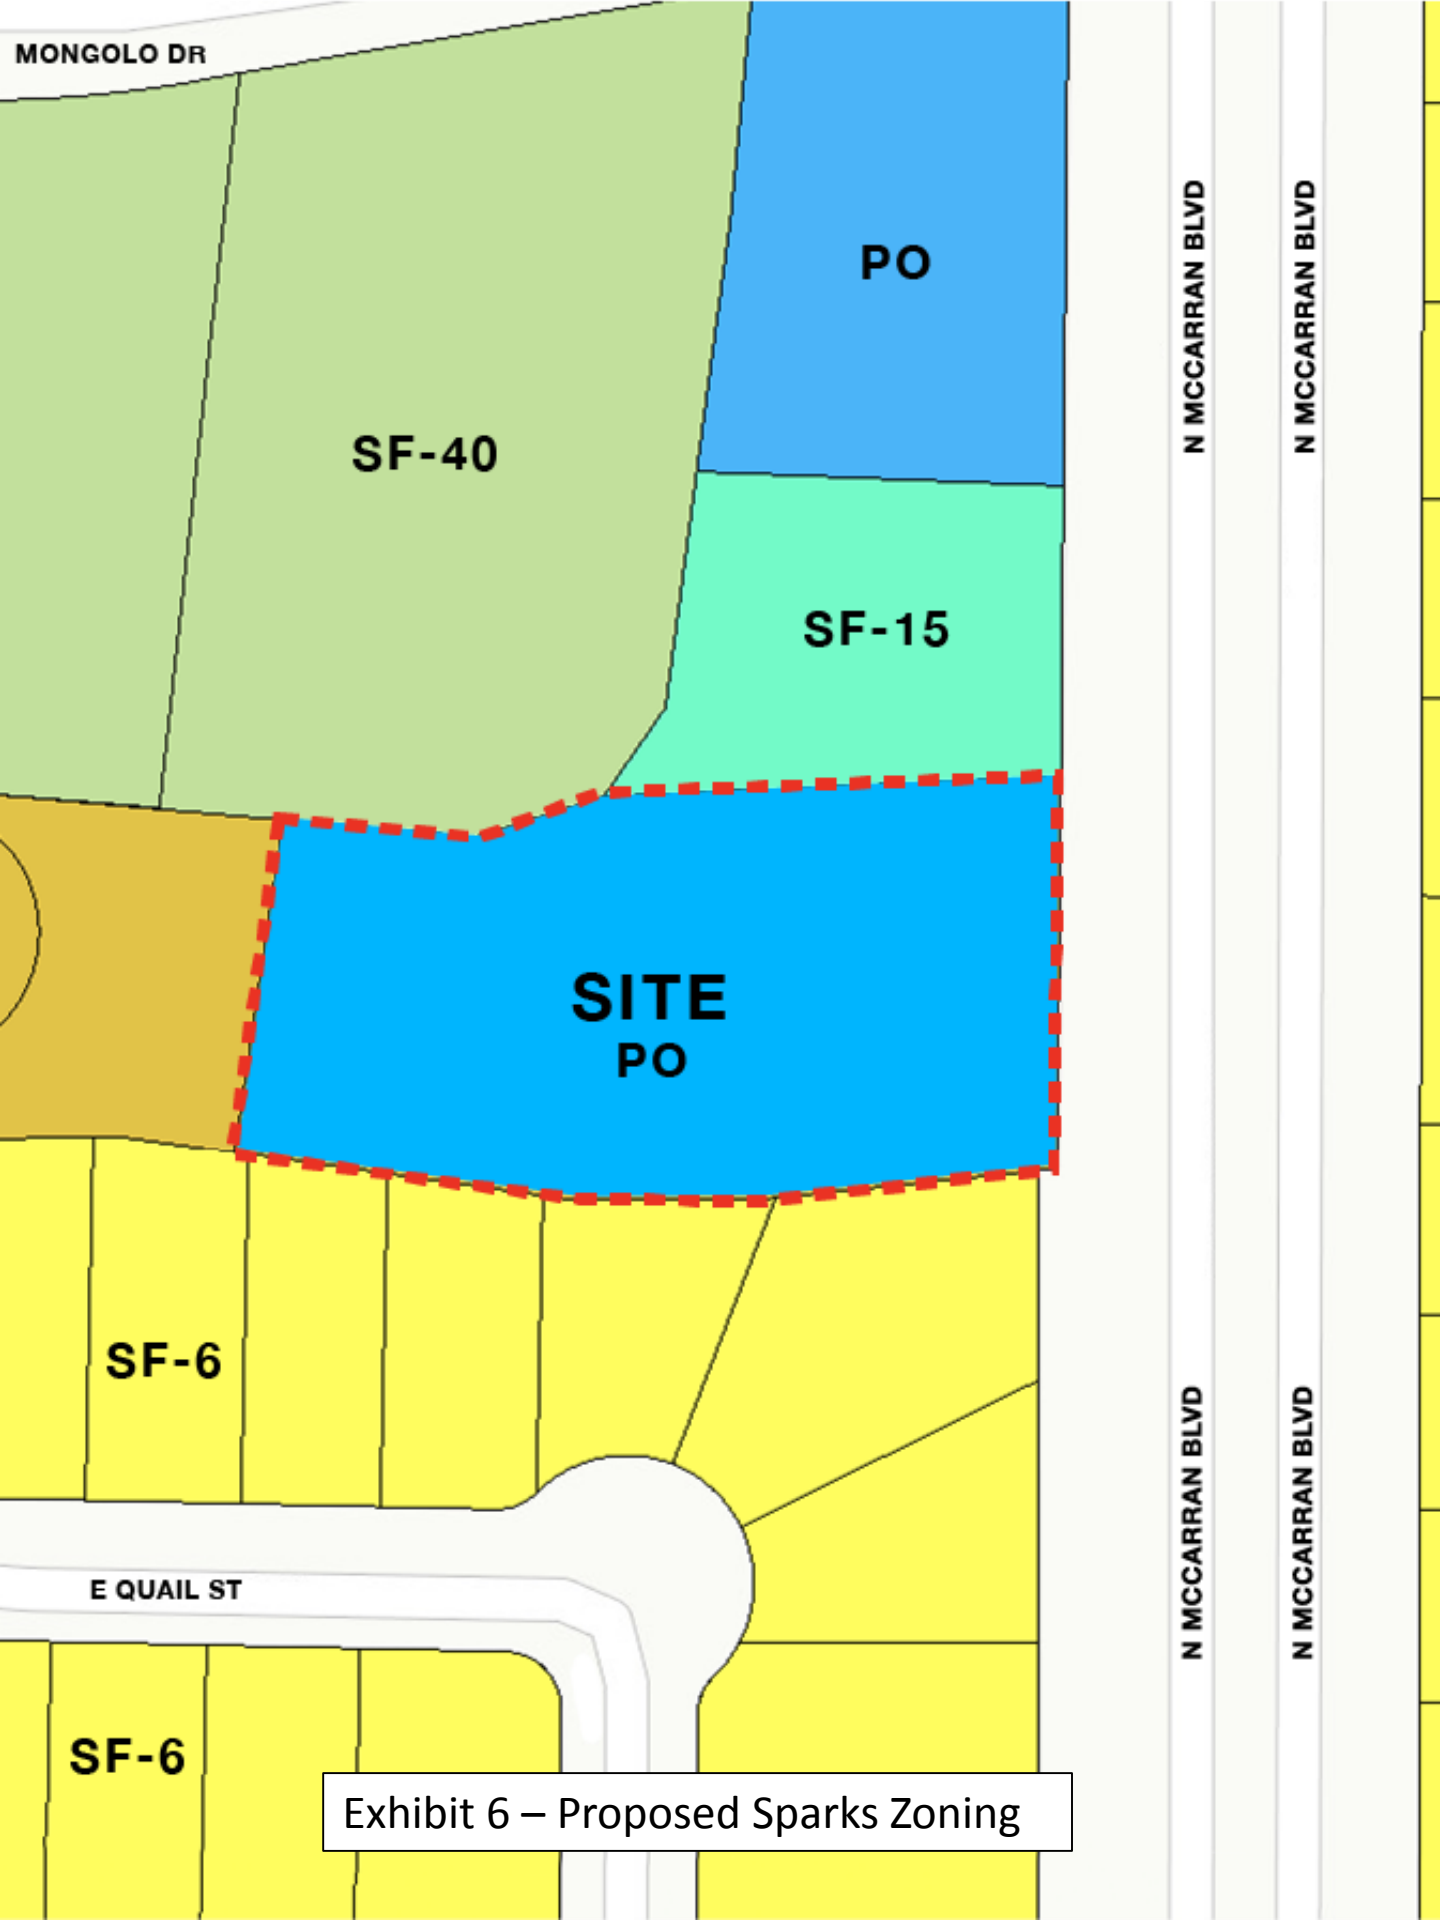 MONGOLO DR
PO
N MCCARRAN BLVD
N MCCARRAN BLVD
SF-40
SF-15
SITE
PO
SF-6
N MCCARRAN BLVD
N MCCARRAN BLVD
E QUAIL ST
SF-6
Exhibit 6 – Proposed Sparks Zoning